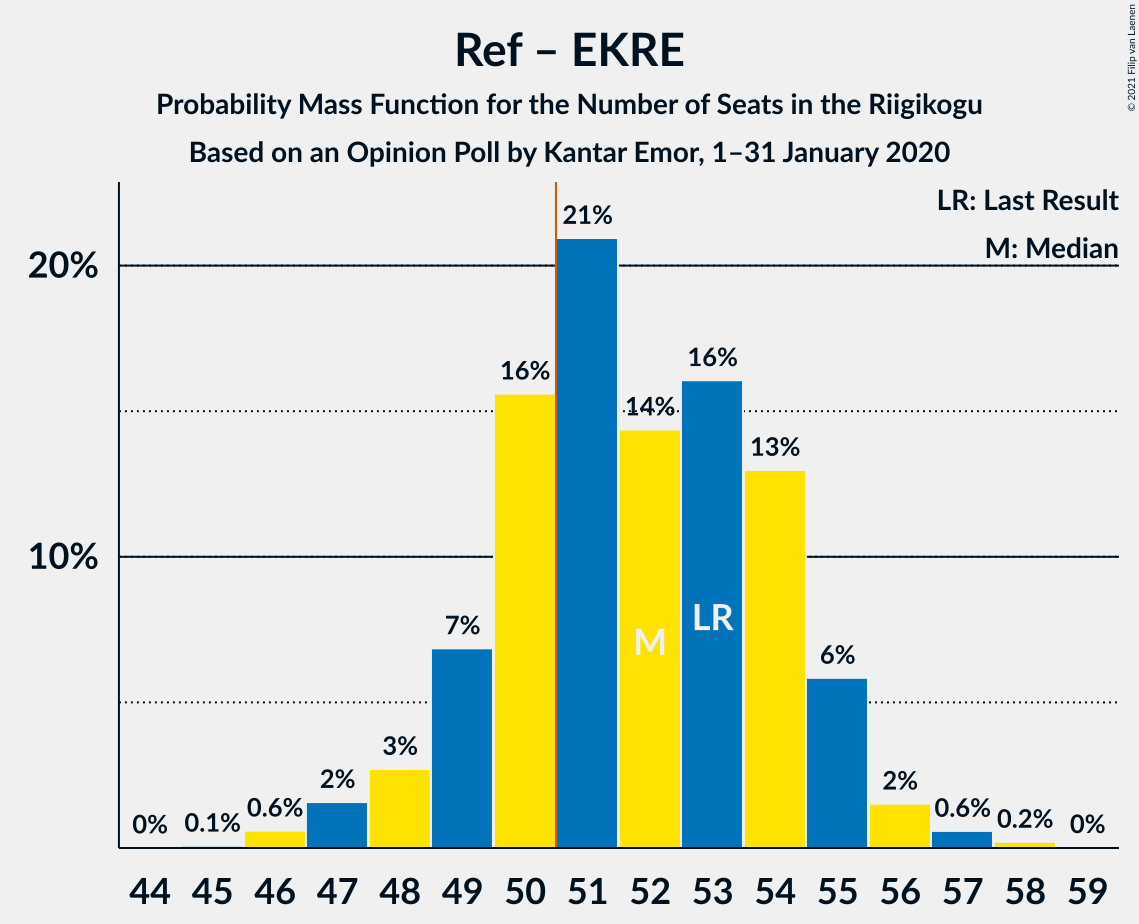 Ref – EKRE
Probability Mass Function for the Number of Seats in the Riigikogu
Based on an Opinion Poll by Kantar Emor, 1–31 January 2020
© 2021 Filip van Laenen
LR: Last Result
M: Median
20%
10%
0%
0.1%
0.6%
2%
3%
7%
16%
21%
14%
16%
13%
6%
2%
0.6%
0.2%
0%
M
LR
44 45 46 47 48 49 50 51 52 53 54 55 56 57 58 59